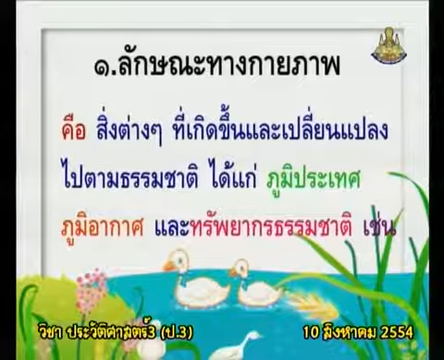 ๑.ลักษณะทางกายภาพ
คือ สิ่งต่างๆ ที่เกิดขึ้นและเปลี่ยนแปลง
ไปตามธรรมชาติ ได้แก่ ภูมิประเทศ
ภูมิอากาศ และทรัพยากรธรรมชาติ เช่น
วิชา ประวัติศาสตร์3 (ป.3)
10 สิงหาคม 2554